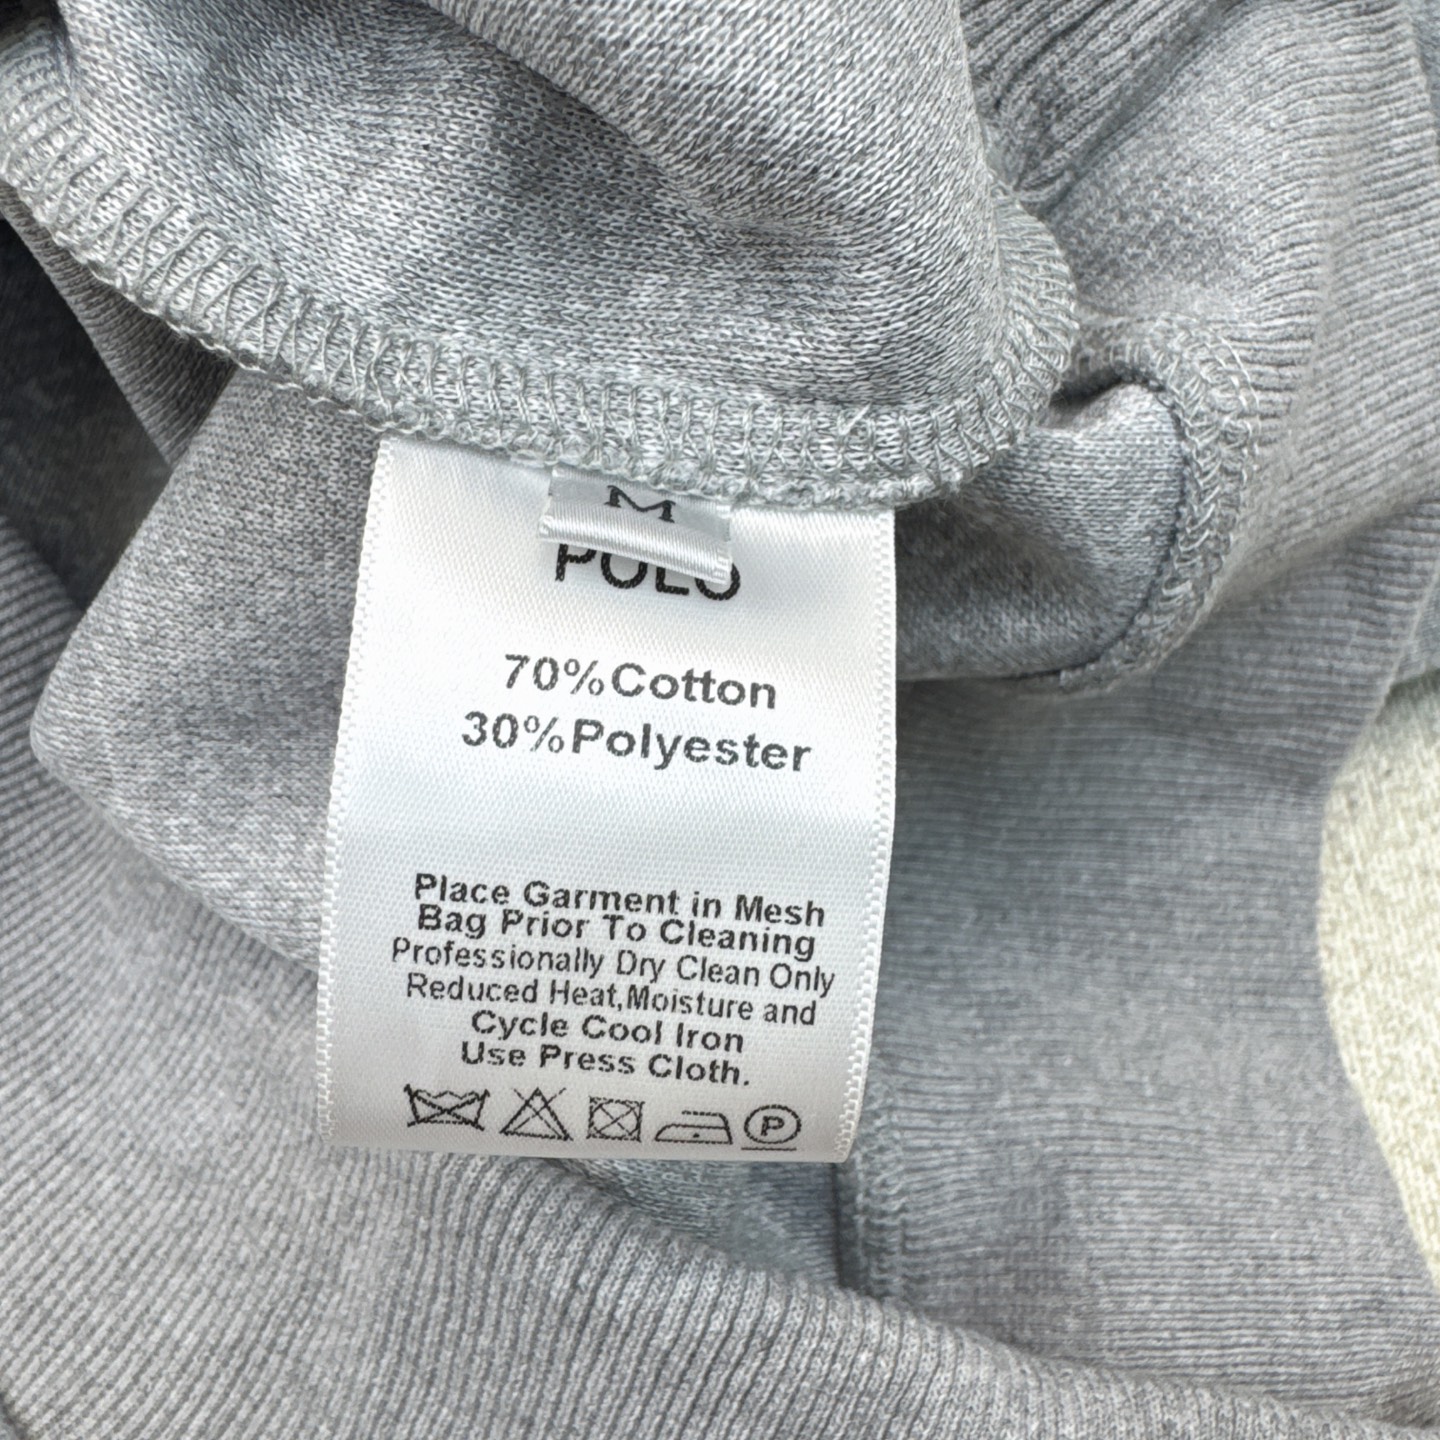 M
POLO
70%Cotton
30%Polyester
Place Garment in Mesh
Bag Prior To Cleaning
Professionally Dry Clean Only
Reduced Heat,Moisture and
Cycle Cool Iron
Use Press Cloth.
P